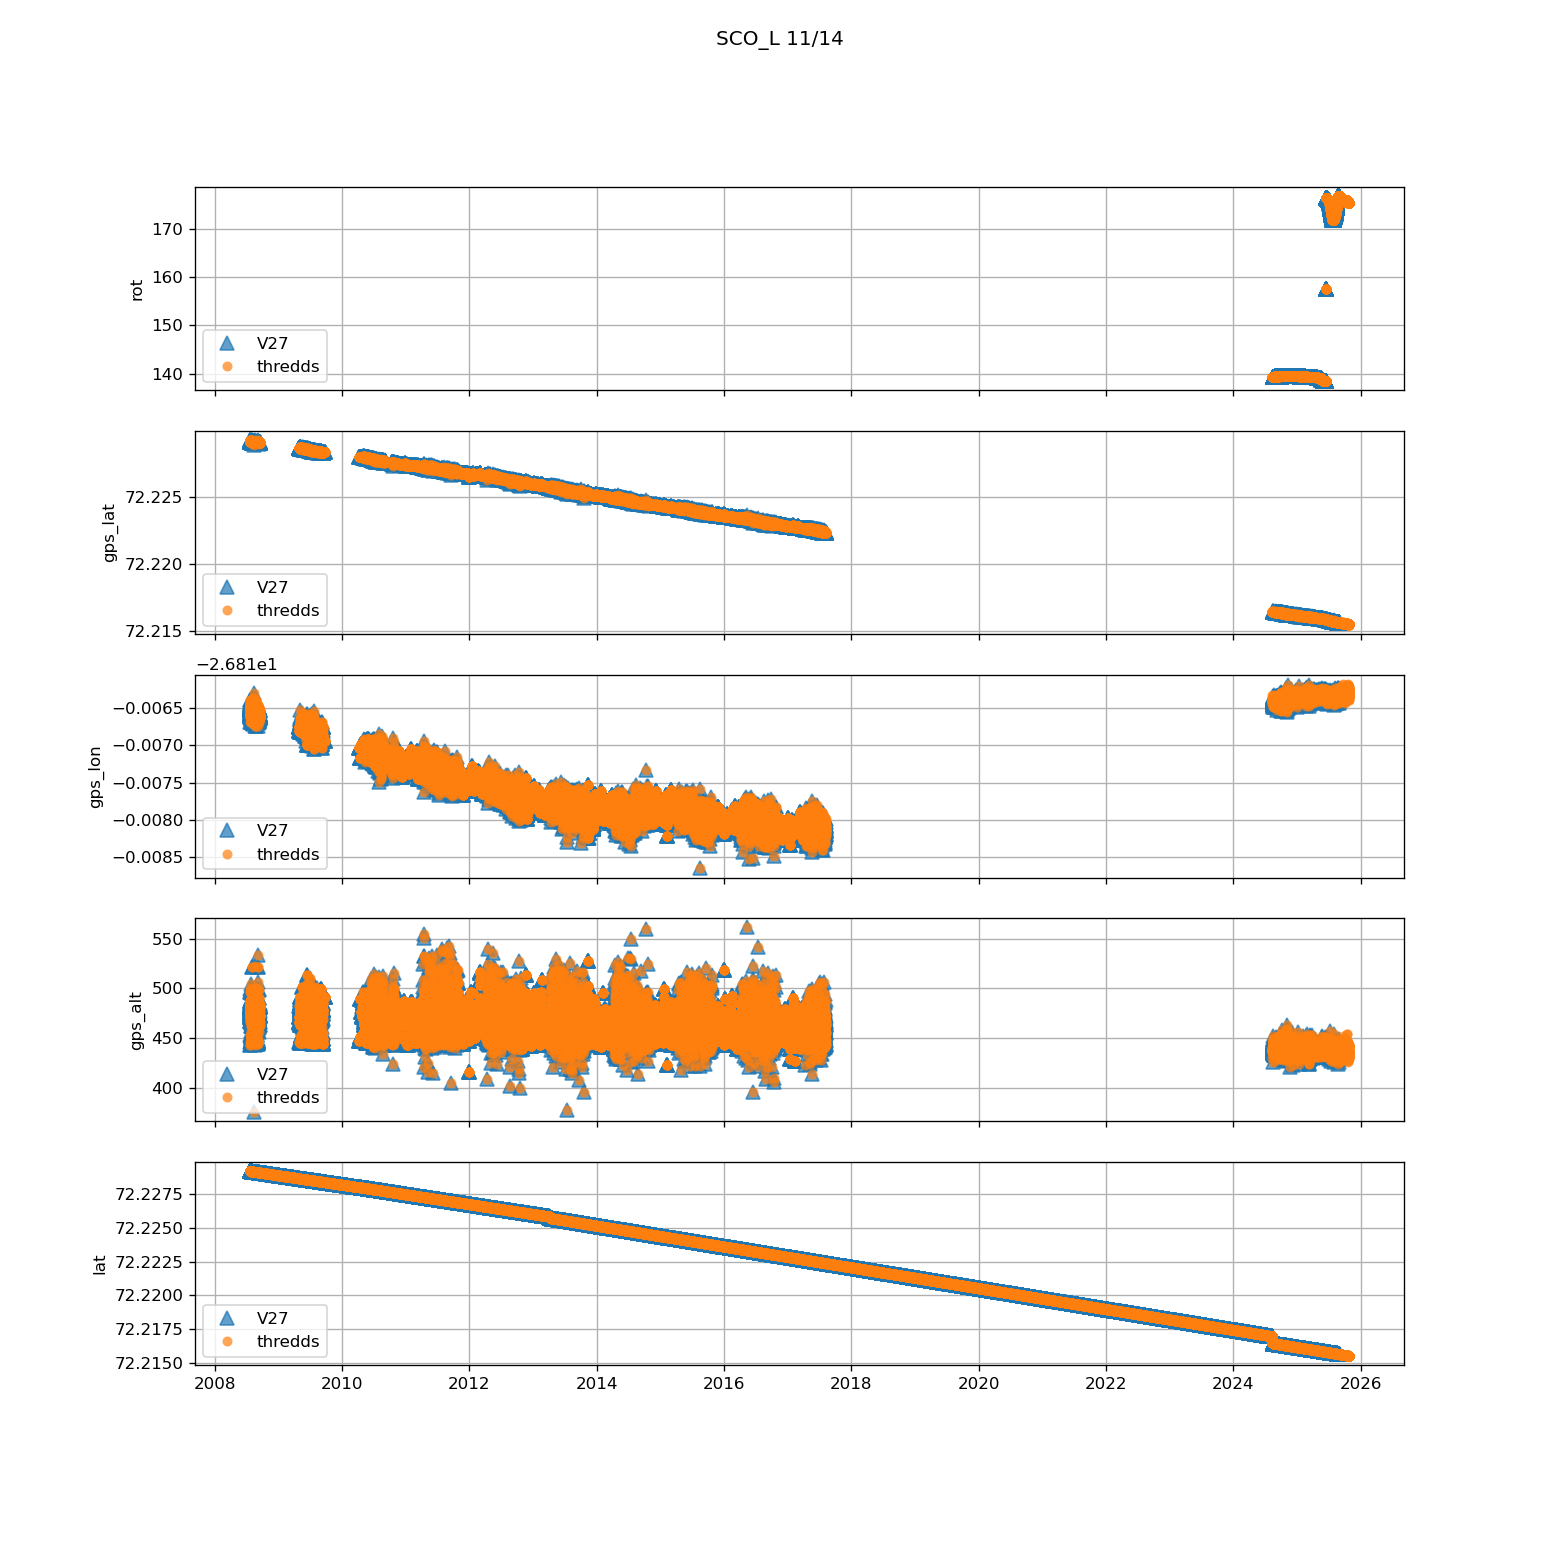 SCO_L 11/14
170
160
150
140
rot
V27
thredds
72.225
72.220
72.215
gps_lat
V27
thredds
−2.681e1
−0.0065
−0.0070
−0.0075
−0.0080
−0.0085
gps_lon
V27
thredds
550
500
450
400
gps_alt
V27
thredds
72.2275
72.2250
72.2225
72.2200
72.2175
72.2150
lat
V27
thredds
2008 2010 2012 2014 2016 2018 2020 2022 2024 2026